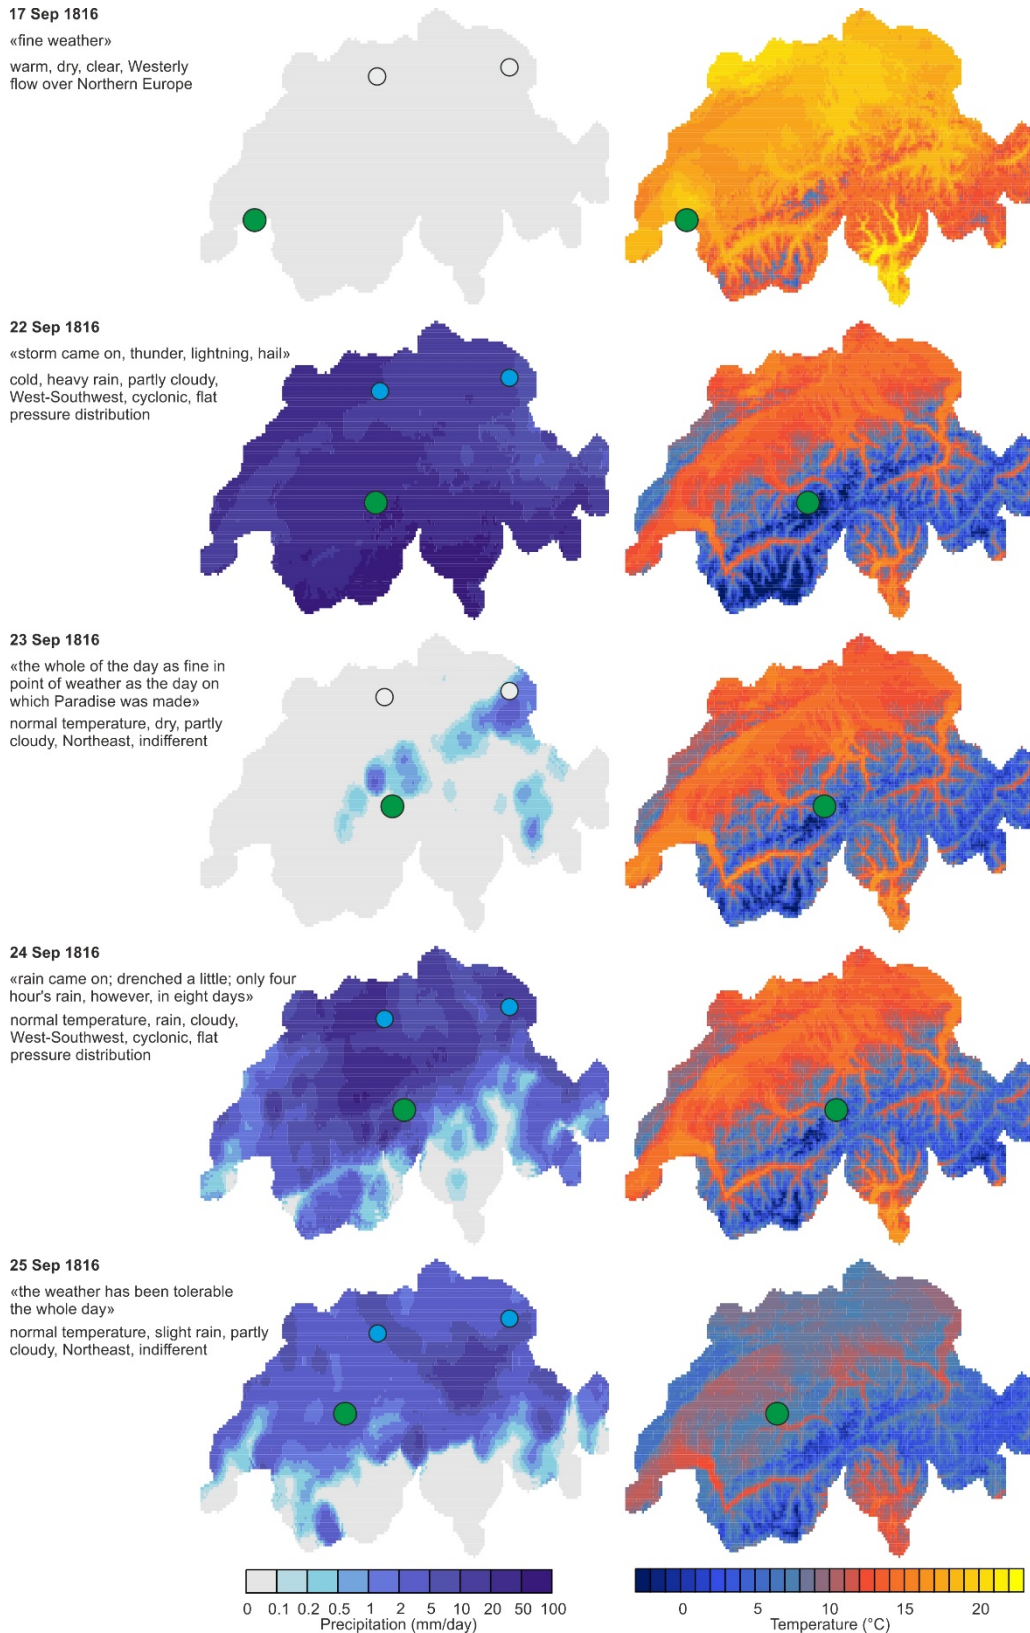 17 Sep 1816
«fine weather»
warm, dry, clear, Westerly
flow over Northern Europe
22 Sep 1816
«storm came on, thunder, lightning, hail»
cold, heavy rain, partly cloudy,
West-Southwest, cyclonic, flat
pressure distribution
23 Sep 1816
«the whole of the day as fine in
point of weather as the day on
which Paradise was made»
normal temperature, dry, partly
cloudy, Northeast, indifferent
24 Sep 1816
«rain came on; drenched a little; only four
hour's rain, however, in eight days»
normal temperature, rain, cloudy,
West-Southwest, cyclonic, flat
pressure distribution
25 Sep 1816
«the weather has been tolerable
the whole day»
normal temperature, slight rain, partly
cloudy, Northeast, indifferent
0 0.1 0.2 0.5 1 2 5 10 20 50 100
Precipitation (mm/day)
0 5 10 15 20
Temperature (°C)